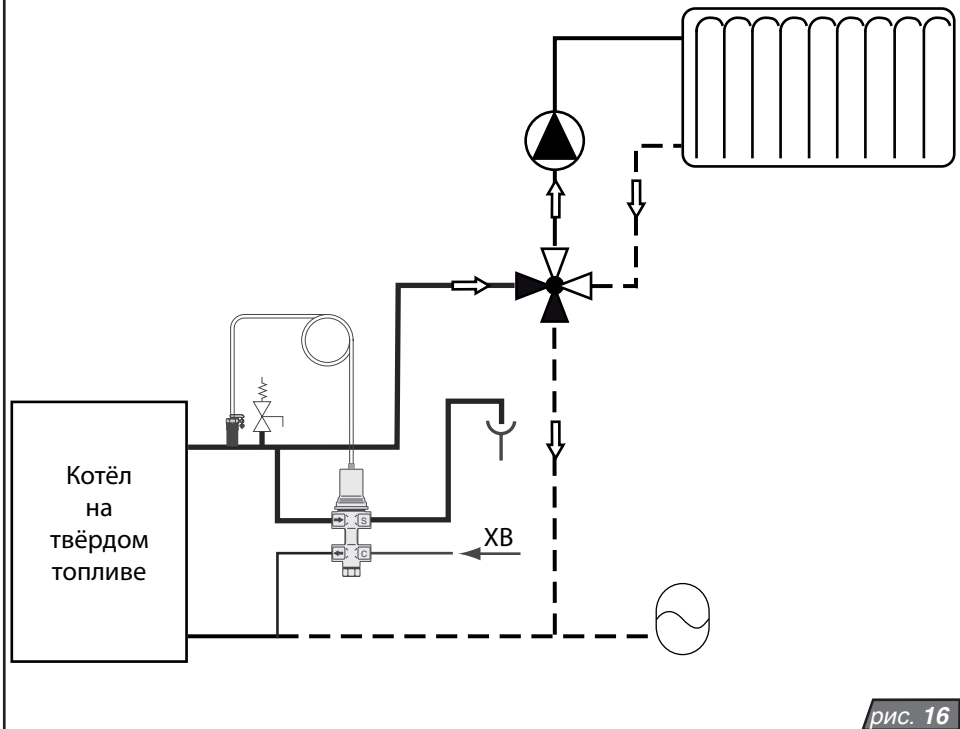 Котёл
на
твёрдом
топливе
S
C
ХВ
рис. 16